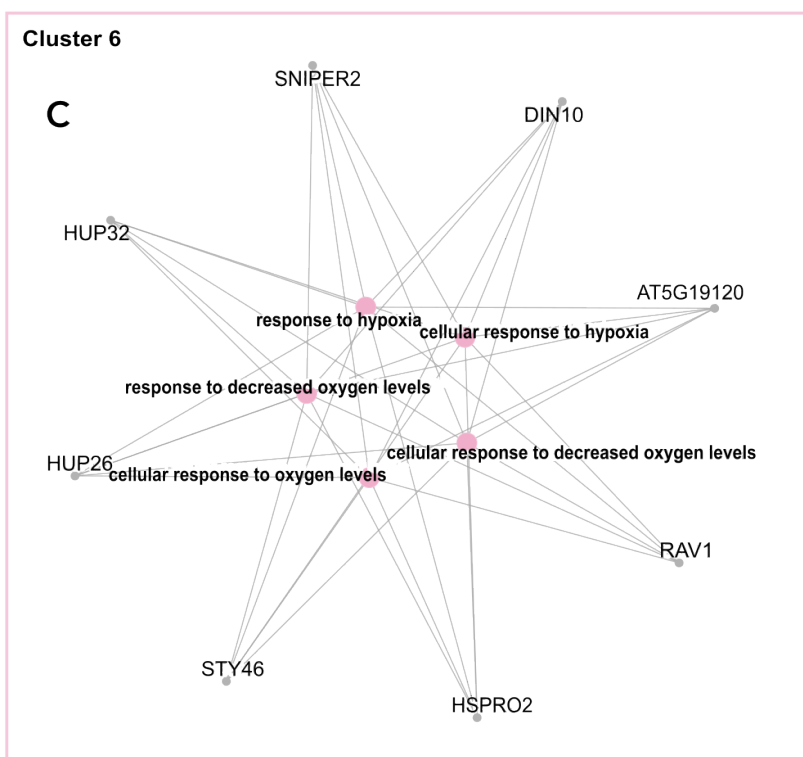 Cluster 6
SNIPER2
C
DIN10
HUP32
AT5G19120
response to hypoxia
cellular response to hypoxia
response to decreased oxygen levels
cellular response to decreased oxygen levels
HUP26
cellular response to oxygen levels
RAV1
STY46
HSPRO2